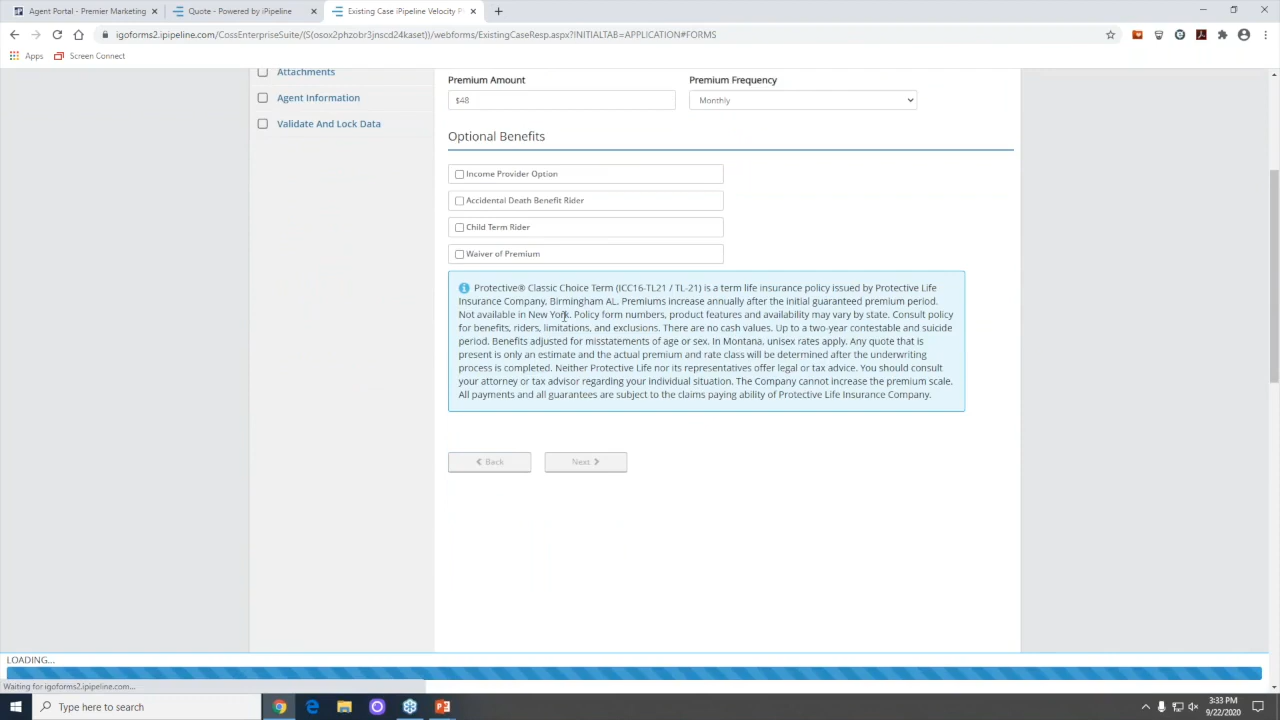 Agent Portal - Premier Marketing
Quote - Powered by iPipeline
Existing Case iPipeline Velocity P
igoforms2.ipipeline.com/CossEnterpriseSuite/(S(osox2phzobr3jnscd24kaset))/webforms/ExistingCaseResp.aspx?INITIALTAB=APPLICATION#FORMS
Apps
Screen Connect
Attachments
Agent Information
Validate And Lock Data
Premium Amount
Premium Frequency
$48
Monthly
Optional Benefits
Income Provider Option
Accidental Death Benefit Rider
Child Term Rider
Waiver of Premium
Protective® Classic Choice Term (ICC16-TL21 / TL-21) is a term life insurance policy issued by Protective Life
Insurance Company, Birmingham AL. Premiums increase annually after the initial guaranteed premium period.
Not available in New York. Policy form numbers, product features and availability may vary by state. Consult policy
for benefits, riders, limitations, and exclusions. There are no cash values. Up to a two-year contestable and suicide
period. Benefits adjusted for misstatements of age or sex. In Montana, unisex rates apply. Any quote that is
present is only an estimate and the actual premium and rate class will be determined after the underwriting
process is completed. Neither Protective Life nor its representatives offer legal or tax advice. You should consult
your attorney or tax advisor regarding your individual situation. The Company cannot increase the premium scale.
All payments and all guarantees are subject to the claims paying ability of Protective Life Insurance Company.
Back
Next
LOADING...
Waiting for igoforms2.ipipeline.com...
Type here to search
3:33 PM
9/22/2020